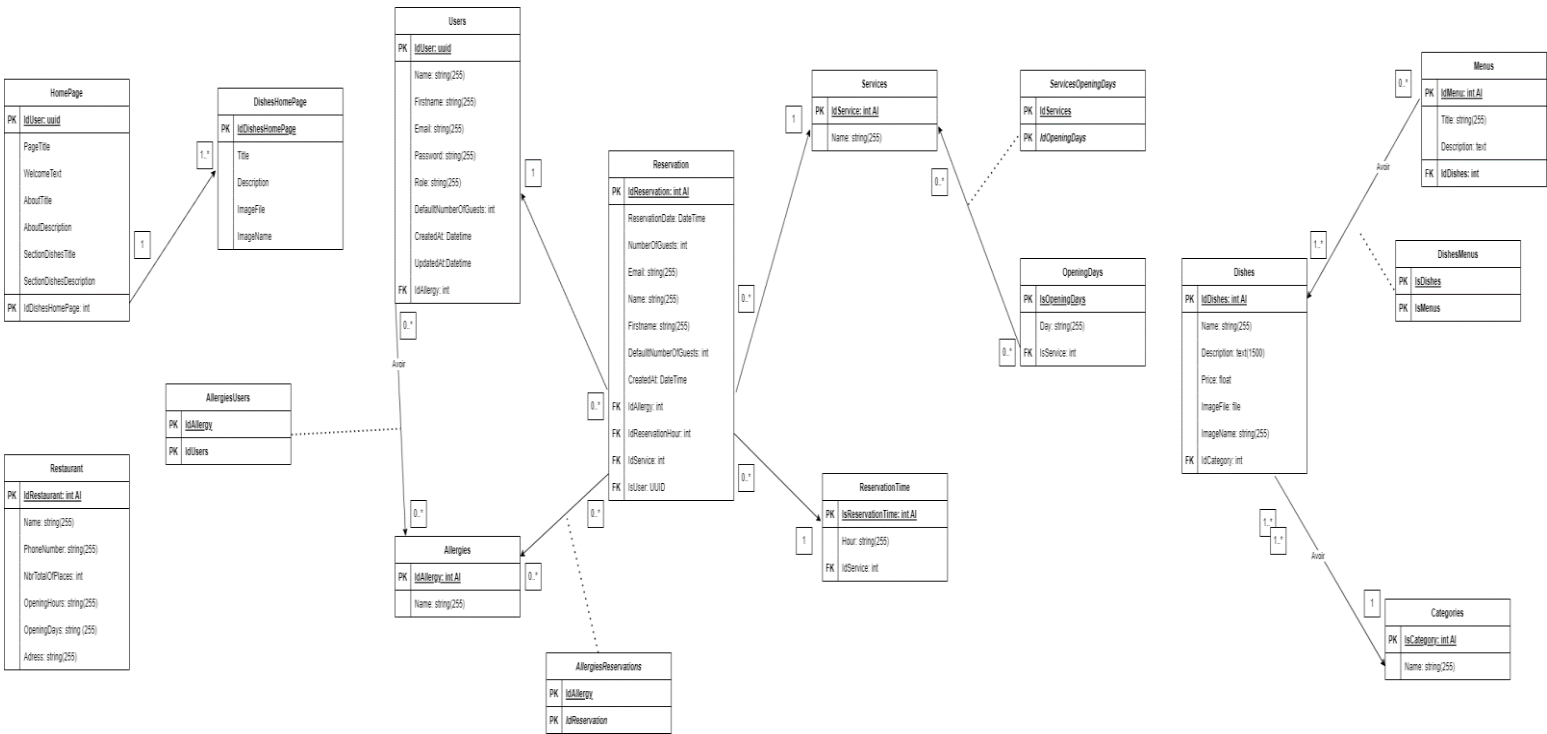 HomePage
PK IdUser: uuid
PageTitle
WelcomeText
AboutTitle
AboutDescription
SectionDishesTitle
SectionDishesDescription
PK IdDishesHomePage: int
1
1..*
DishesHomePage
PK IdDishesHomePage
Title
Description
ImageFile
ImageName
Users
PK IdUser: uuid
Name: string(255)
Firstname: string(255)
Email: string(255)
Password: string(255)
Role: string(255)
DefaultNumberOfGuests: int
CreatedAt: Datetime
UpdatedAt:Datetime
FK IdAllergy: int
0..*
Avoir
0..*
1
0..*
AllergiesUsers
PK IdAllergy
PK IdUsers
Restaurant
PK IdRestaurant: int AI
Name: string(255)
PhoneNumber: string(255)
NbrTotalOfPlaces: int
OpeningHours: string(255)
OpeningDays: string (255)
Adress: string(255)
Allergies
PK IdAllergy: int AI
Name: string(255)
0..*
0..*
AllergiesReservations
PK IdAllergy
PK IdReservation
Reservation
PK IdReservation: int AI
ReservationDate: DateTime
NumberOfGuests: int
Email: string(255)
Name: string(255)
Firstname: string(255)
DefaultNumberOfGuests: int
CreatedAt: DateTime
FK IdAllergy: int
FK IdReservationHour: int
FK IdService: int
FK IsUser: UUID
0..*
1
0..*
1
Services
PK IdService: int AI
Name: string(255)
ReservationTime
PK IsReservationTime: int AI
Hour: string(255)
FK IdService: int
ServicesOpeningDays
PK IdServices
PK IdOpeningDays
0..*
0..*
OpeningDays
PK IsOpeningDays
Day: string(255)
FK IsService: int
Menus
PK IdMenu: int AI
Title: string(255)
Description: text
FK IdDishes: int
0..*
Avoir
1..*
DishesMenus
PK IsDishes
PK IsMenus
Dishes
PK IdDishes: int AI
Name: string(255)
Description: text(1500)
Price: float
ImageFile: file
ImageName: string(255)
FK IdCategory: int
1..*
1..*
Avoir
1
Categories
PK IsCategory: int AI
Name: string(255)